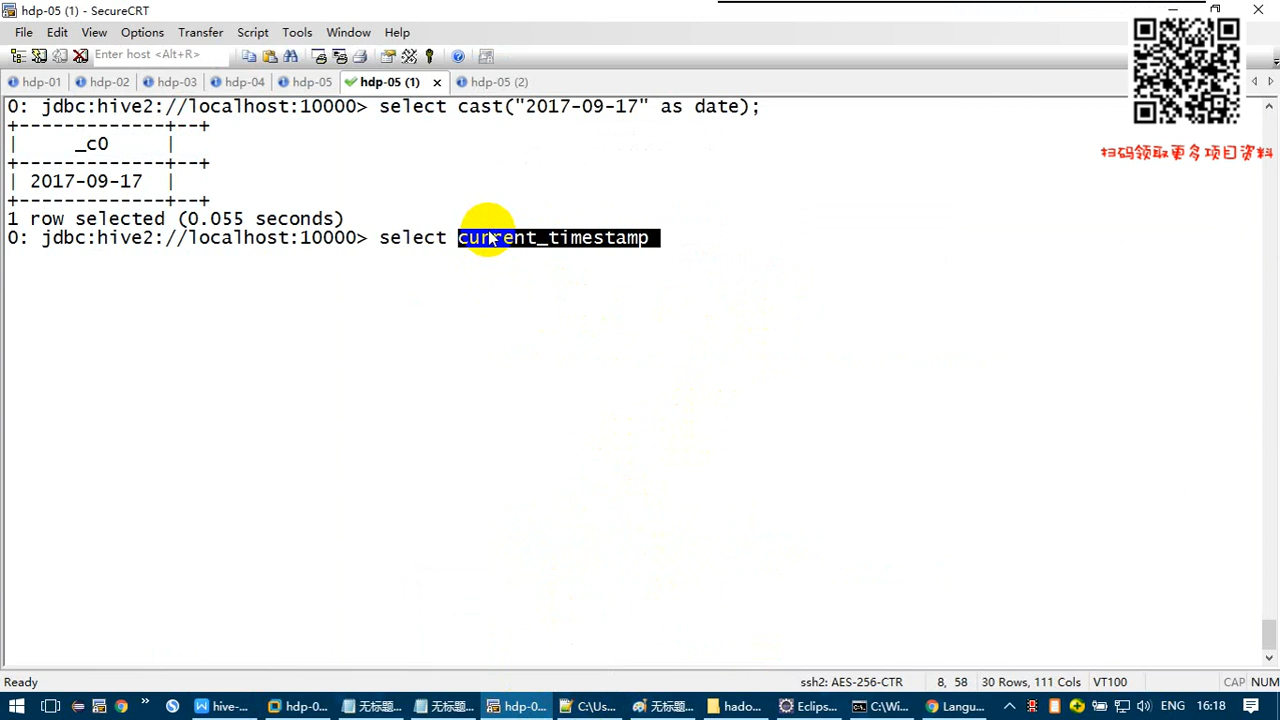 hdp-05 (1) - SecureCRT
File Edit View Options Transfer Script Tools Window Help
Enter host <Alt+R>
扫码领取更多项目资料
hdp-01 hdp-02 hdp-03 hdp-04 hdp-05 hdp-05 (1) x hdp-05 (2)
0: jdbc:hive2://localhost:10000> select cast("2017-09-17" as date);
+-------------+--+
| _c0 |
+-------------+--+
| 2017-09-17 |
+-------------+--+
1 row selected (0.055 seconds)
0: jdbc:hive2://localhost:10000> select current_timestamp
Ready ssh2: AES-256-CTR 8, 58 30 Rows, 111 Cols VT100 CAP NUM
hive-... hdp-0... 无标题... 无标题... hdp-0... C:\Us... 无标题... hado... Eclips... C:\Wi... Langu... ENG 16:18